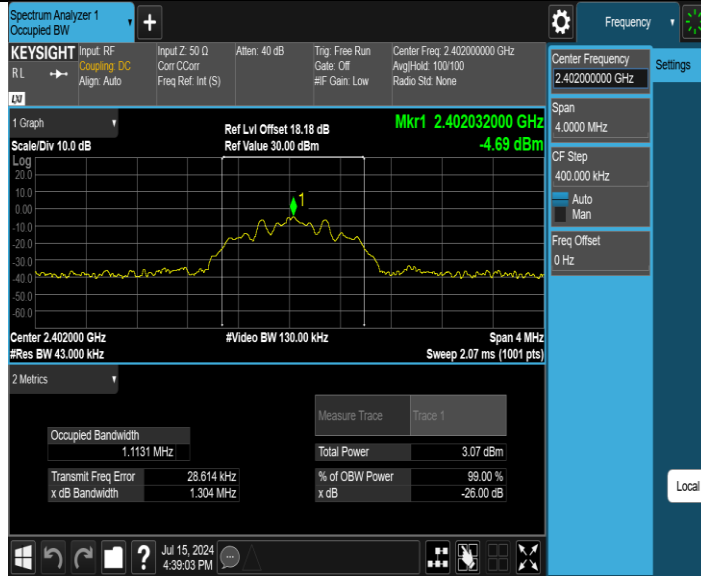 Spectrum Analyzer 1
Occupied BW
Frequency
KEYSIGHT
RL
LXI
Input: RF
Coupling: DC
Align: Auto
Input Z: 50 Ω
Corr CCorr
Freq Ref: Int (S)
Atten: 40 dB
Trig: Free Run
Gate: Off
#IF Gain: Low
Center Freq: 2.402000000 GHz
Avg|Hold: 100/100
Radio Std: None
Center Frequency
2.402000000 GHz
Settings
Span
4.0000 MHz
CF Step
400.000 kHz
Auto
Man
Freq Offset
0 Hz
Local
1 Graph
Scale/Div 10.0 dB
Ref Lvl Offset 18.18 dB
Ref Value 30.00 dBm
Mkr1 2.402032000 GHz
-4.69 dBm
Log
20.0
10.0
0.00
-10.0
-20.0
-30.0
-40.0
-50.0
-60.0
1
Center 2.402000 GHz
#Res BW 43.000 kHz
#Video BW 130.00 kHz
Span 4 MHz
Sweep 2.07 ms (1001 pts)
2 Metrics
Measure Trace
Trace 1
Occupied Bandwidth
1.1131 MHz
Total Power
3.07 dBm
Transmit Freq Error
28.614 kHz
% of OBW Power
99.00 %
x dB Bandwidth
1.304 MHz
x dB
-26.00 dB
Jul 15, 2024
4:39:03 PM